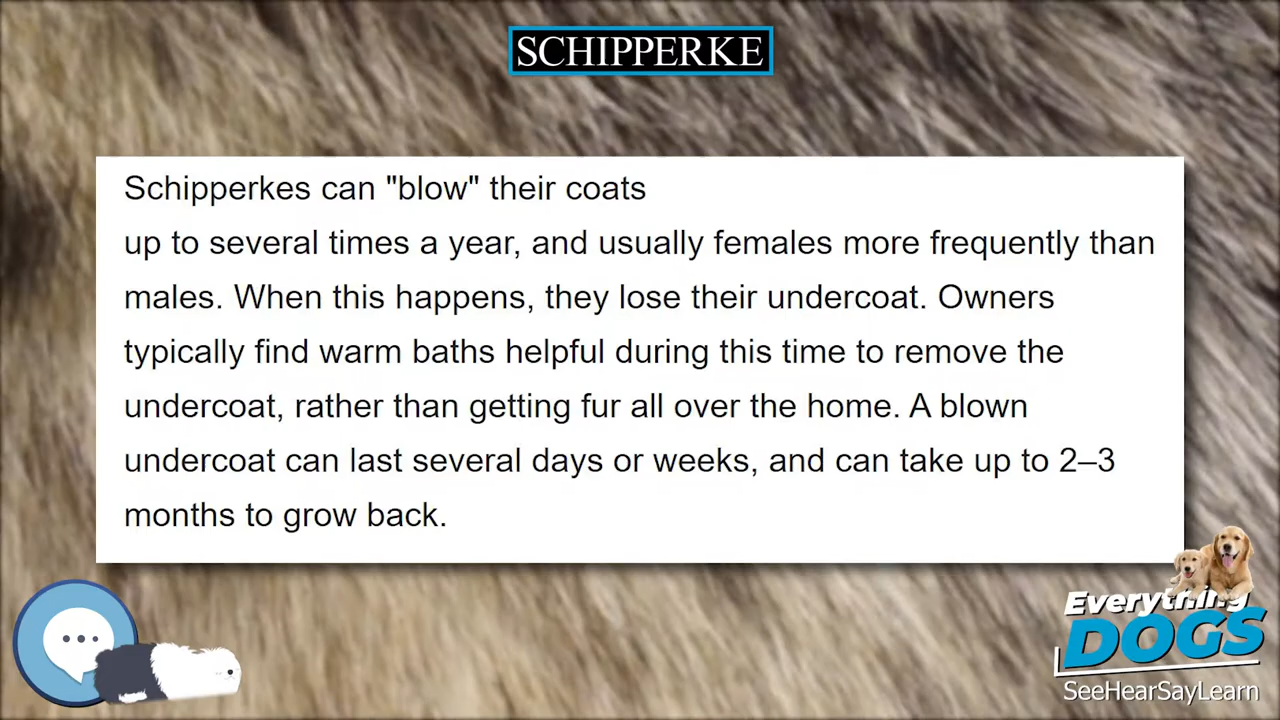 SCHIPPERKE
Schipperkes can "blow" their coats
up to several times a year, and usually females more frequently than
males. When this happens, they lose their undercoat. Owners
typically find warm baths helpful during this time to remove the
undercoat, rather than getting fur all over the home. A blown
undercoat can last several days or weeks, and can take up to 2–3
months to grow back.
Everything
DOGS
SeeHearSayLearn